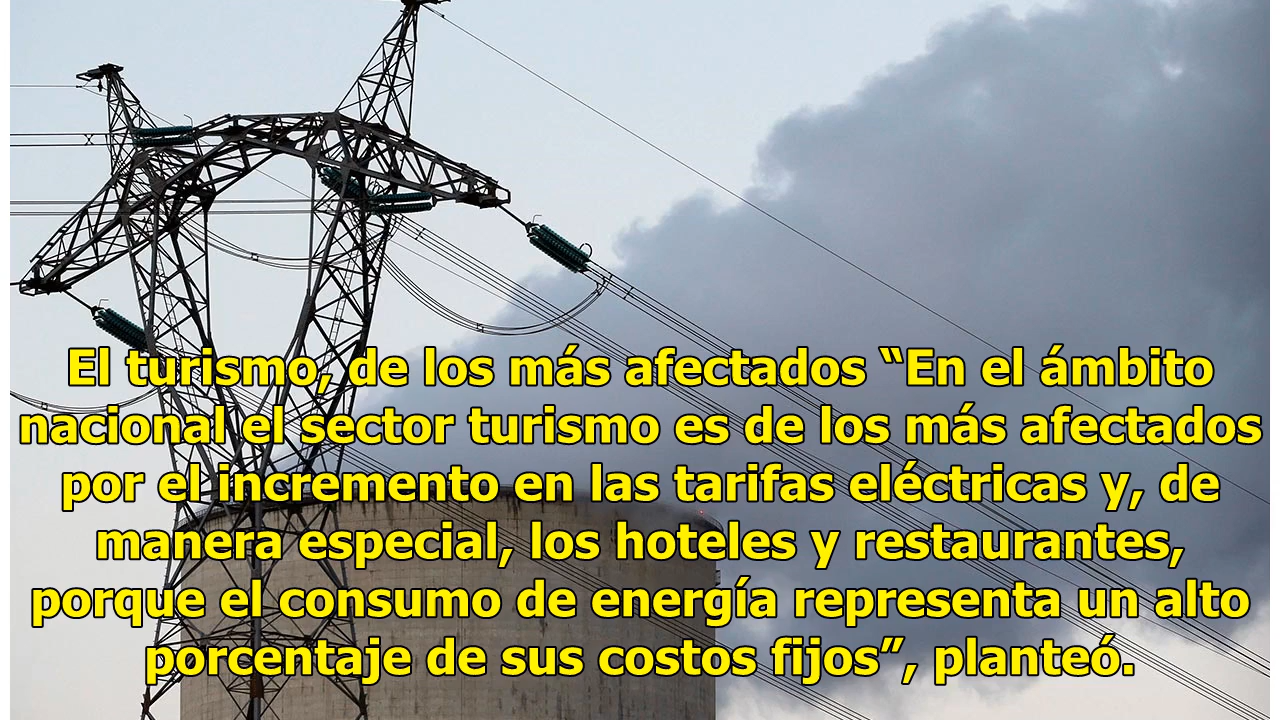 El turismo, de los más afectados “En el ámbito
nacional el sector turismo es de los más afectados
por el incremento en las tarifas eléctricas y, de
manera especial, los hoteles y restaurantes,
porque el consumo de energía representa un alto
porcentaje de sus costos fijos”, planteó.